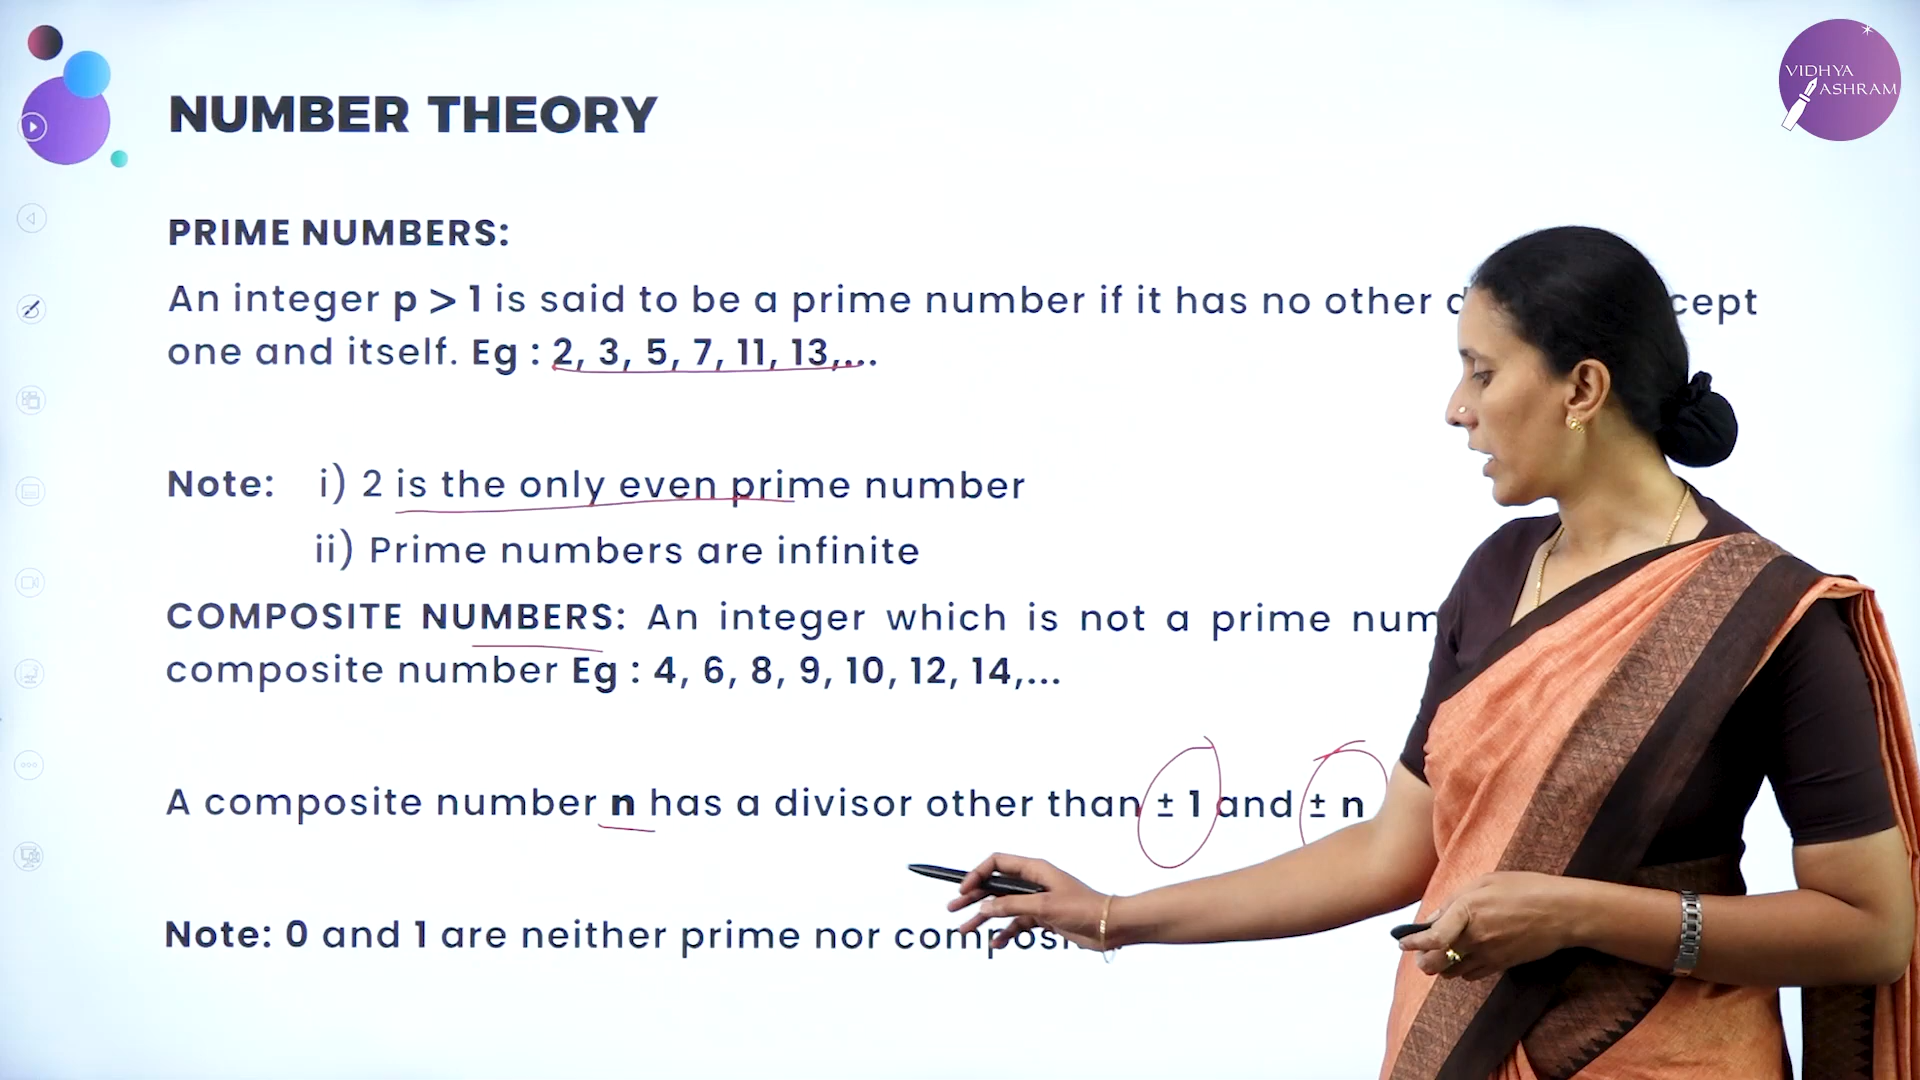 VIDHYA
ASHRAM
NUMBER THEORY
PRIME NUMBERS:
An integer p > 1 is said to be a prime number if it has no other
one and itself. Eg : 2, 3, 5, 7, 11, 13,...
Note: i) 2 is the only even prime number
ii) Prime numbers are infinite
COMPOSITE NUMBERS: An integer which is not a prime
composite number Eg : 4, 6, 8, 9, 10, 12, 14,...
A composite number n has a divisor other than ± 1 and ± n
Note: 0 and 1 are neither prime nor